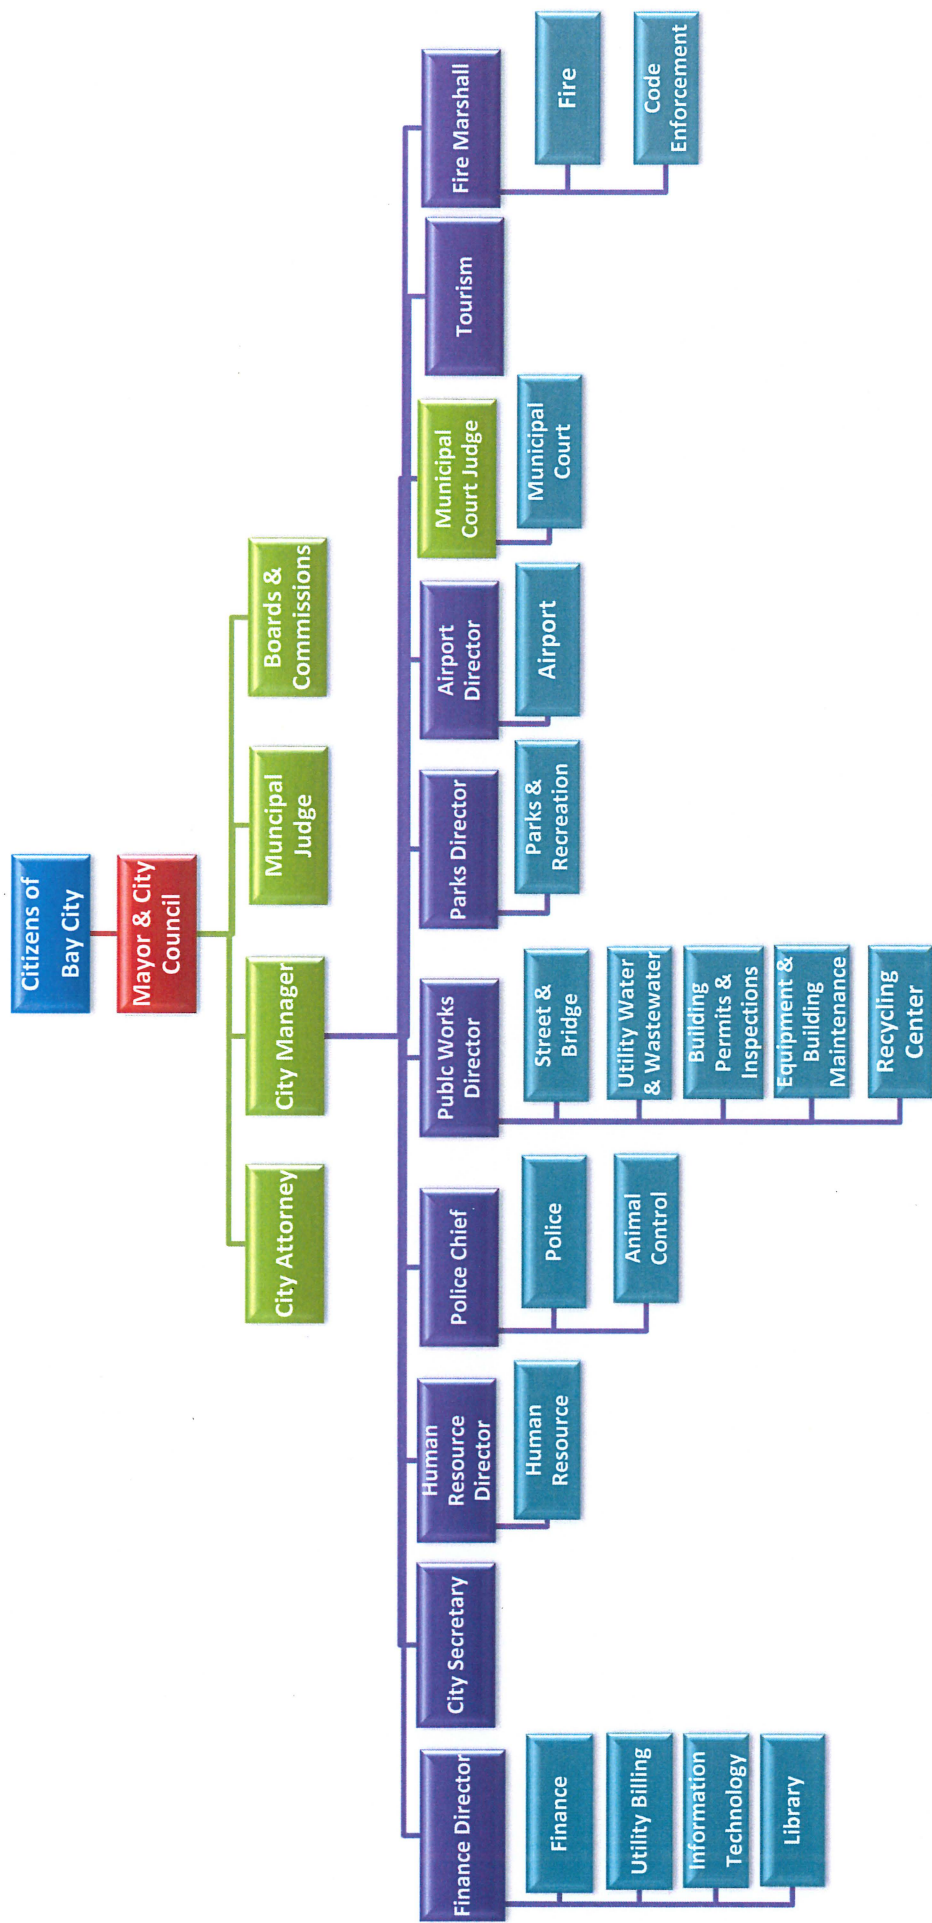 Citizens of
Bay City
Mayor & City
Council
City Attorney
City Manager
Muncipal
Judge
Boards &
Commissions
Finance Director
City Secretary
Human
Resource
Director
Police Chief
Publc Works
Director
Parks Director
Airport
Director
Municipal
Court Judge
Tourism
Fire Marshall
Finance
Utility Billing
Information
Technology
Library
Human
Resource
Police
Animal
Control
Street &
Bridge
Utility Water
& Wastewater
Building
Permits &
Inspections
Equipment &
Building
Maintenance
Recycling
Center
Parks &
Recreation
Airport
Municipal
Court
Fire
Code
Enforcement